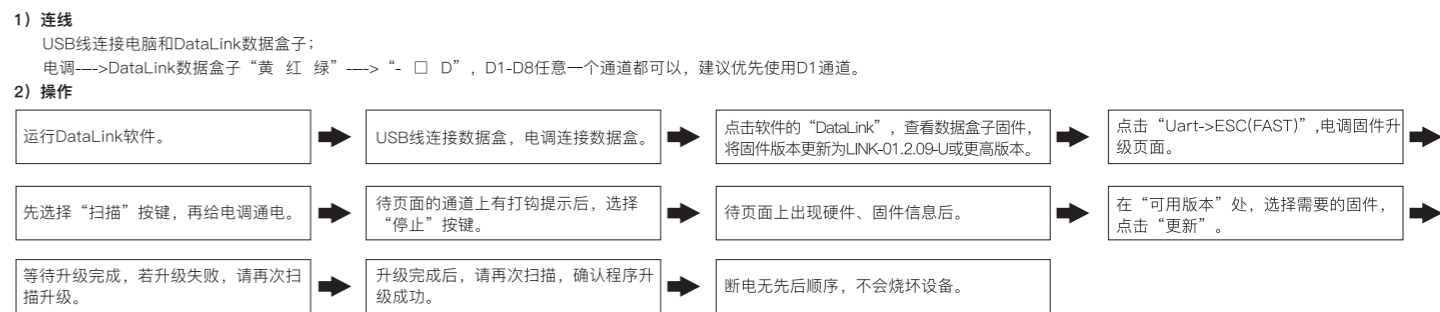 1）连线
USB线连接电脑和DataLink数据盒子；
电调---->DataLink数据盒子“黄 红 绿”---->“- □ D”，D1-D8任意一个通道都可以，建议优先使用D1通道。
2）操作
运行DataLink软件。
USB线连接数据盒，电调连接数据盒。
点击软件的“DataLink”，查看数据盒子固件，
将固件版本更新为LINK-01.2.09-U或更高版本。
点击“Uart->ESC(FAST)”,电调固件升
级页面。
先选择“扫描”按键，再给电调通电。
待页面的通道上有打钩提示后，选择
“停止”按键。
待页面上出现硬件、固件信息后。
在“可用版本”处，选择需要的固件，
点击“更新”。
等待升级完成，若升级失败，请再次扫
描升级。
升级完成后，请再次扫描，确认程序升
级成功。
断电无先后顺序，不会烧坏设备。